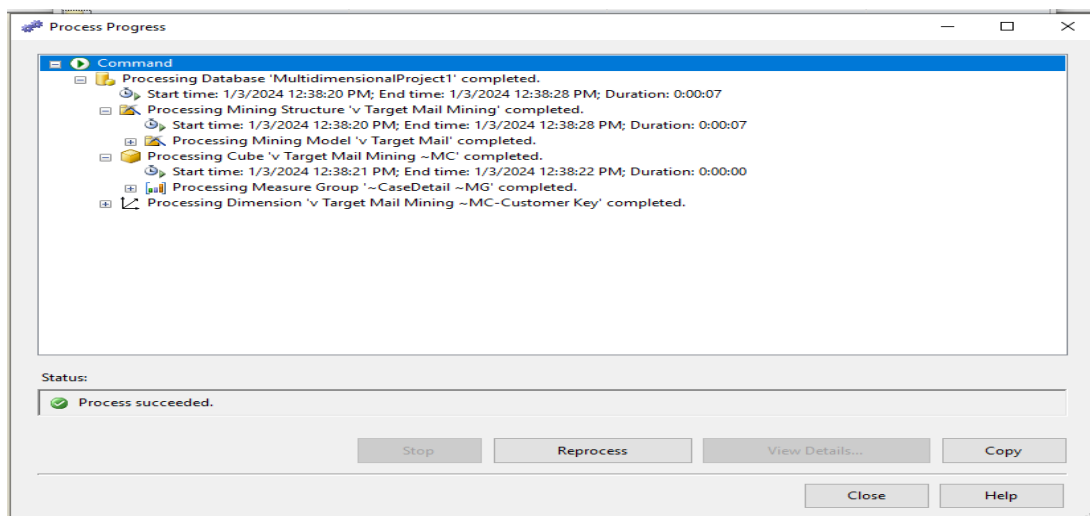 Process Progress
Command
Processing Database 'MultidimensionalProject1' completed.
Start time: 1/3/2024 12:38:20 PM; End time: 1/3/2024 12:38:28 PM; Duration: 0:00:07
Processing Mining Structure 'v Target Mail Mining' completed.
Start time: 1/3/2024 12:38:20 PM; End time: 1/3/2024 12:38:28 PM; Duration: 0:00:07
Processing Mining Model 'v Target Mail' completed.
Processing Cube 'v Target Mail Mining ~MC' completed.
Start time: 1/3/2024 12:38:21 PM; End time: 1/3/2024 12:38:22 PM; Duration: 0:00:00
Processing Measure Group '~CaseDetail ~MG' completed.
Processing Dimension 'v Target Mail Mining ~MC-Customer Key' completed.
Status:
Process succeeded.
Stop Reprocess View Details... Copy
Close Help